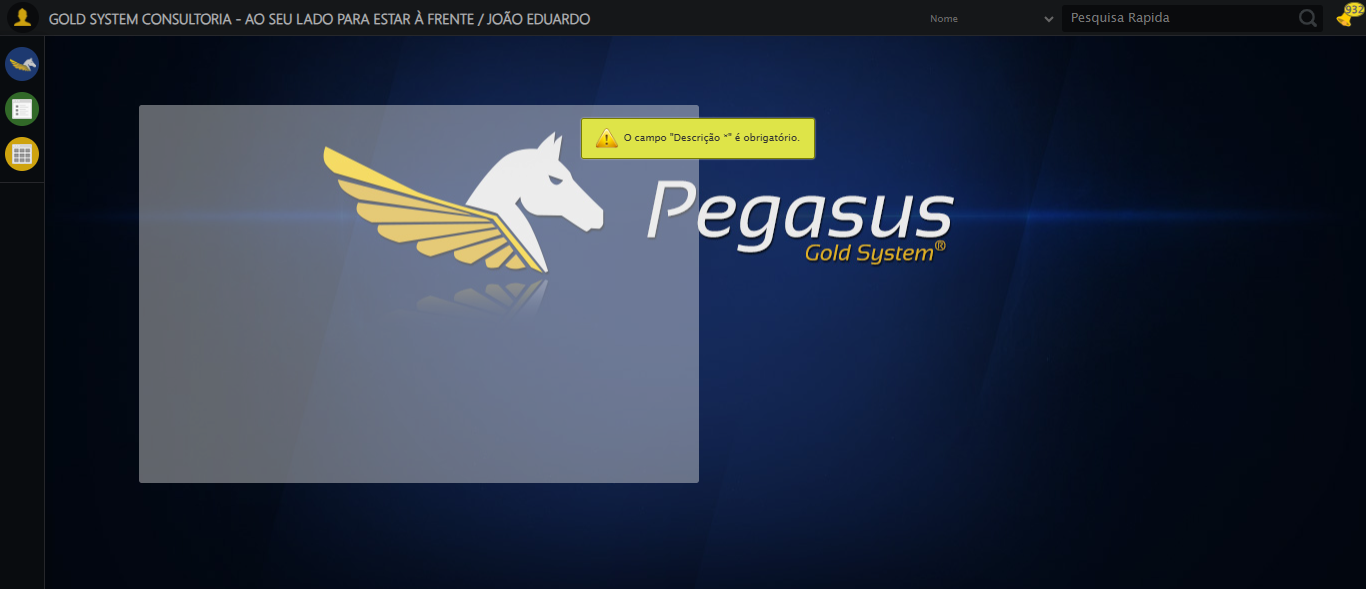 GOLD SYSTEM CONSULTORIA - AO SEU LADO PARA ESTAR À FRENTE / JOÃO EDUARDO
Nome
Pesquisa Rapida
932
O campo "Descrição *" é obrigatório.
Pegasus
Gold System®